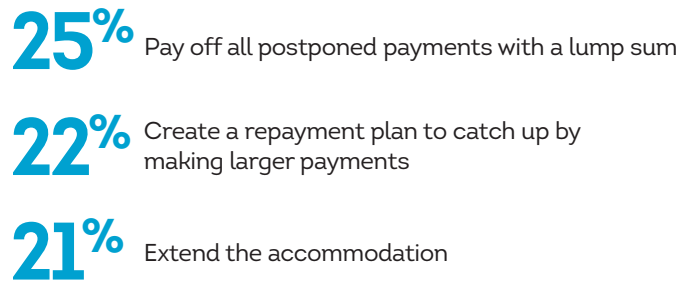 25% Pay off all postponed payments with a lump sum
22% Create a repayment plan to catch up by
making larger payments
21% Extend the accommodation